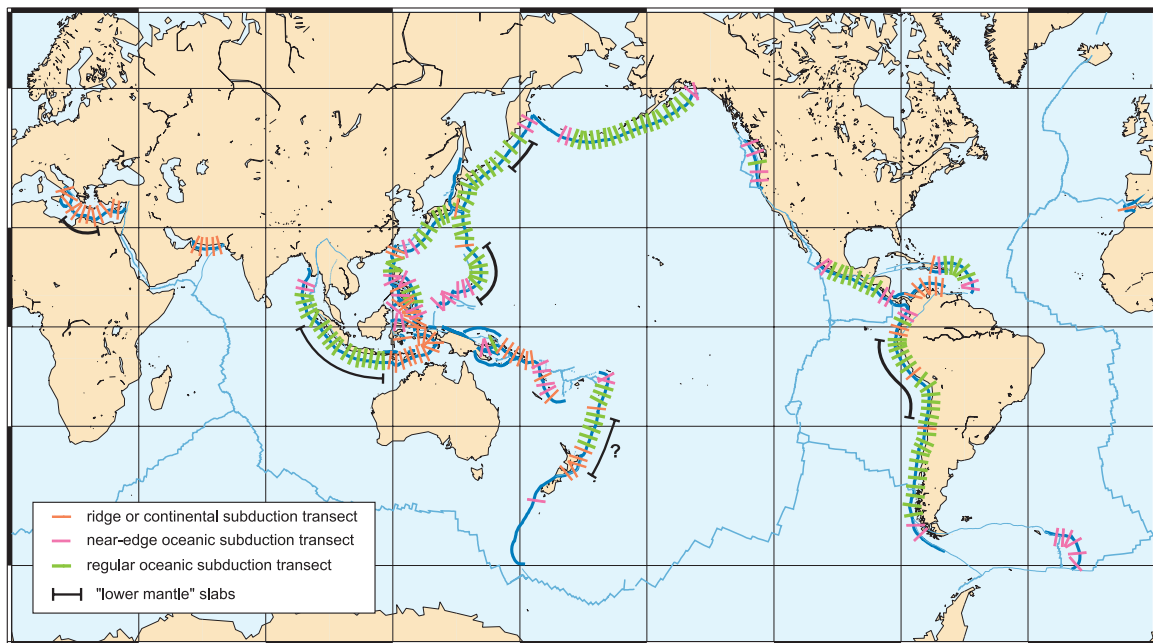 ?
ridge or continental subduction transect
near-edge oceanic subduction transect
regular oceanic subduction transect
"lower mantle" slabs